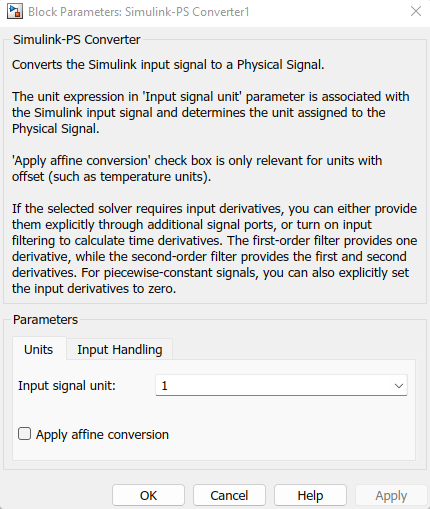 Block Parameters: Simulink-PS Converter1
Simulink-PS Converter
Converts the Simulink input signal to a Physical Signal.
The unit expression in 'Input signal unit' parameter is associated with
the Simulink input signal and determines the unit assigned to the
Physical Signal.
'Apply affine conversion' check box is only relevant for units with
offset (such as temperature units).
If the selected solver requires input derivatives, you can either provide
them explicitly through additional signal ports, or turn on input
filtering to calculate time derivatives. The first-order filter provides one
derivative, while the second-order filter provides the first and second
derivatives. For piecewise-constant signals, you can also explicitly set
the input derivatives to zero.
Parameters
Units Input Handling
Input signal unit: 1
Apply affine conversion
OK Cancel Help Apply